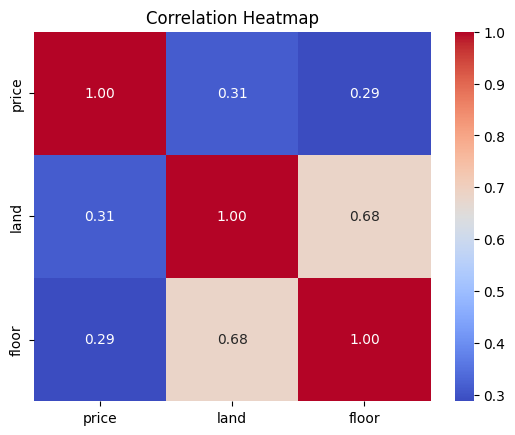 Correlation Heatmap
price 1.00 0.31 0.29
land 0.31 1.00 0.68
floor 0.29 0.68 1.00
price land floor
1.0
0.9
0.8
0.7
0.6
0.5
0.4
0.3